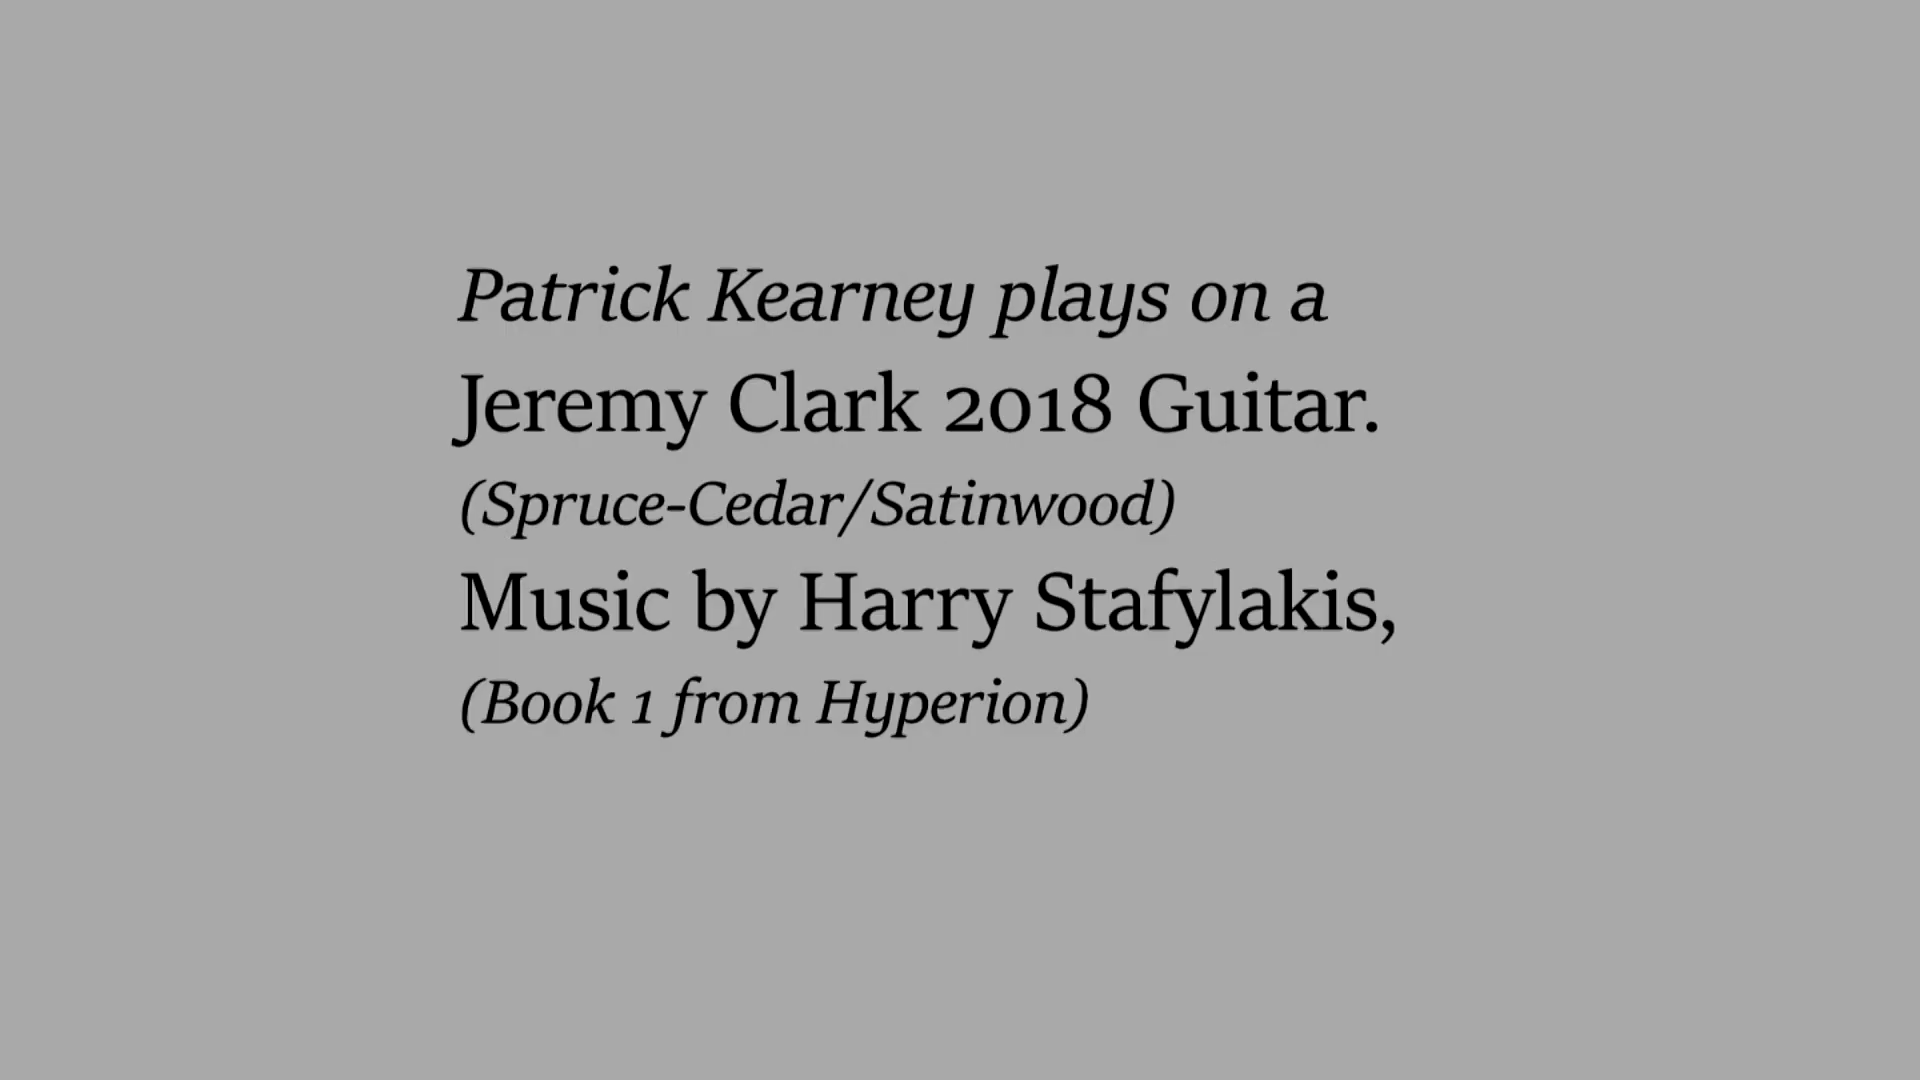 Patrick Kearney plays on a
Jeremy Clark 2018 Guitar.
(Spruce-Cedar/Satinwood)
Music by Harry Stafylakis,
(Book 1 from Hyperion)